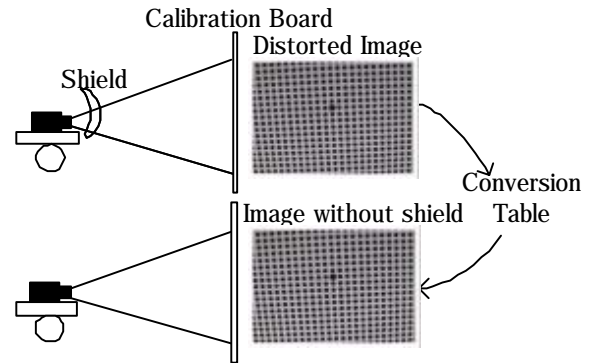 Calibration Board
Distorted Image
Shield
Conversion
Table
Image without shield